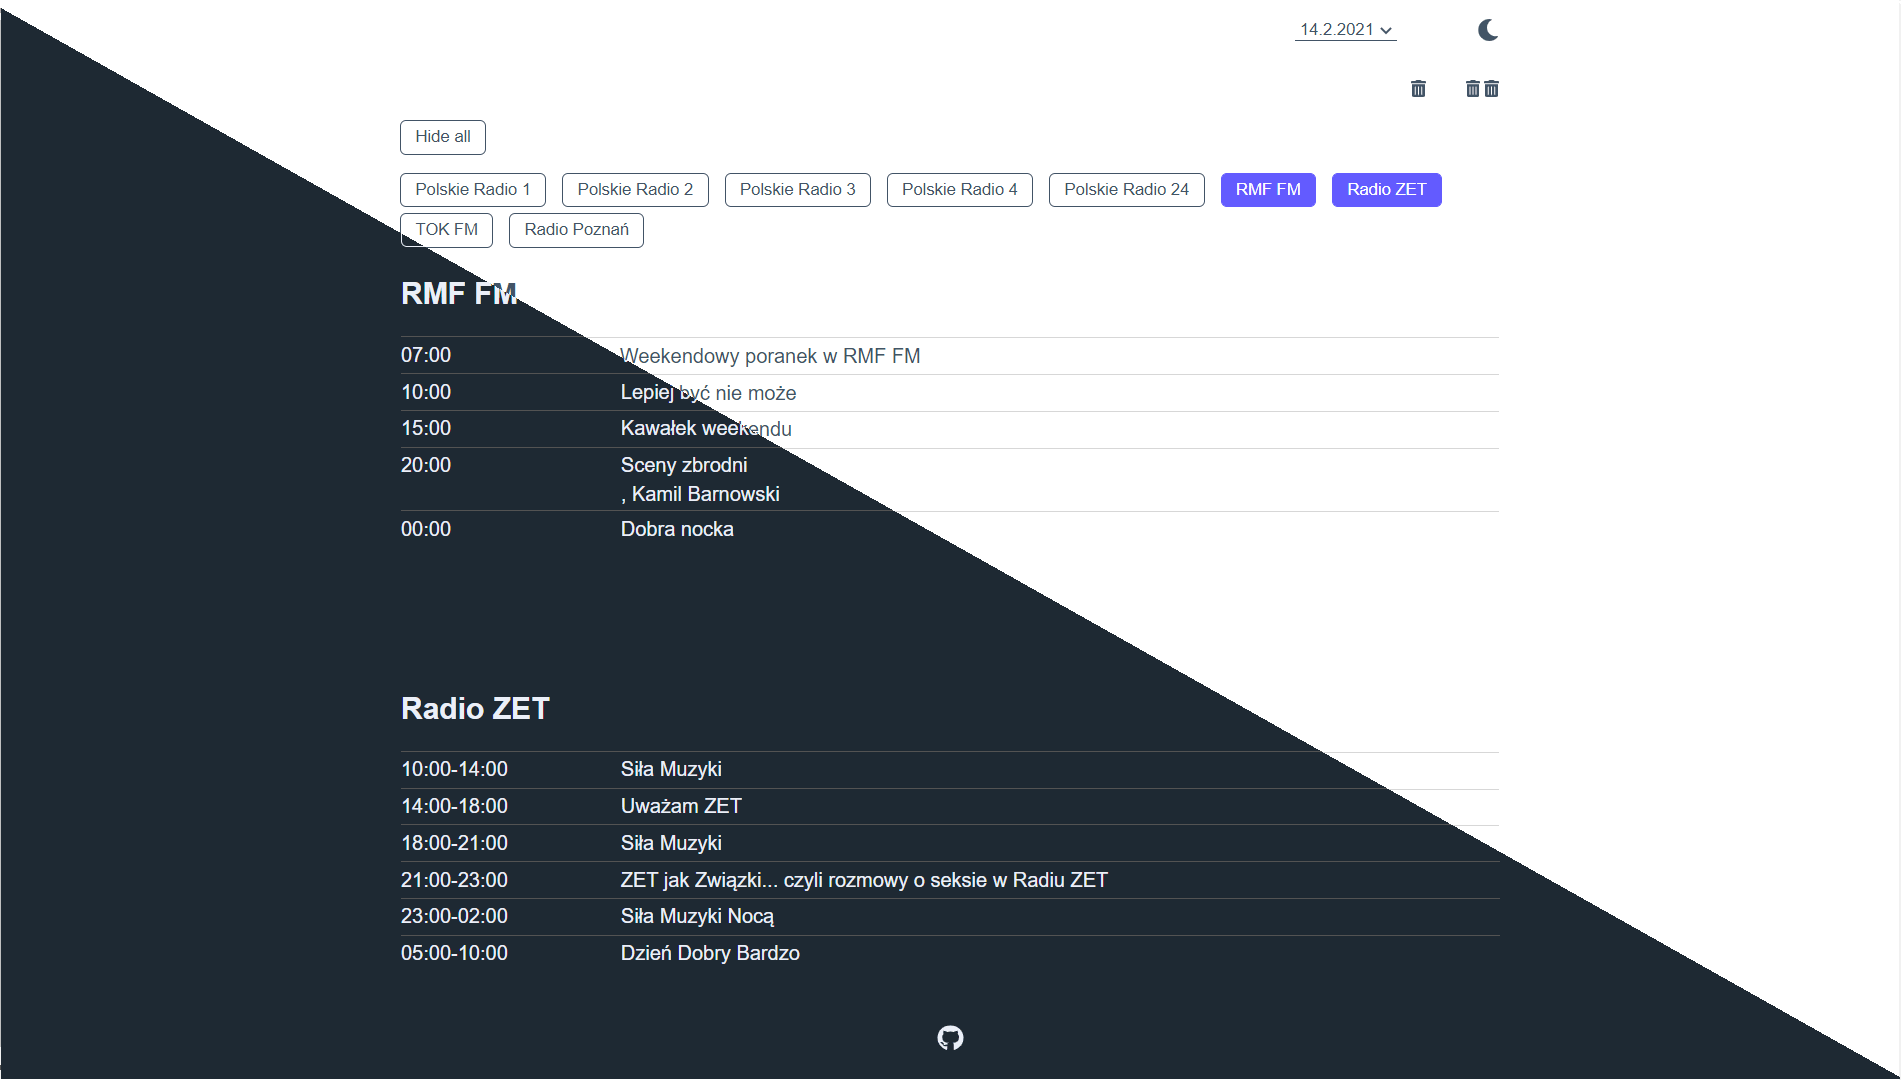 14.2.2021
Hide all
Polskie Radio 1 Polskie Radio 2 Polskie Radio 3 Polskie Radio 4 Polskie Radio 24 RMF FM Radio ZET
TOK FM Radio Poznań
RMF FM
07:00 Weekendowy poranek w RMF FM
10:00 Lepiej być nie może
15:00 Kawałek weekendu
20:00 Sceny zbrodni
, Kamil Barnowski
00:00 Dobra nocka
Radio ZET
10:00-14:00 Siła Muzyki
14:00-18:00 Uważam ZET
18:00-21:00 Siła Muzyki
21:00-23:00 ZET jak Związki... czyli rozmowy o seksie w Radiu ZET
23:00-02:00 Siła Muzyki Nocą
05:00-10:00 Dzień Dobry Bardzo